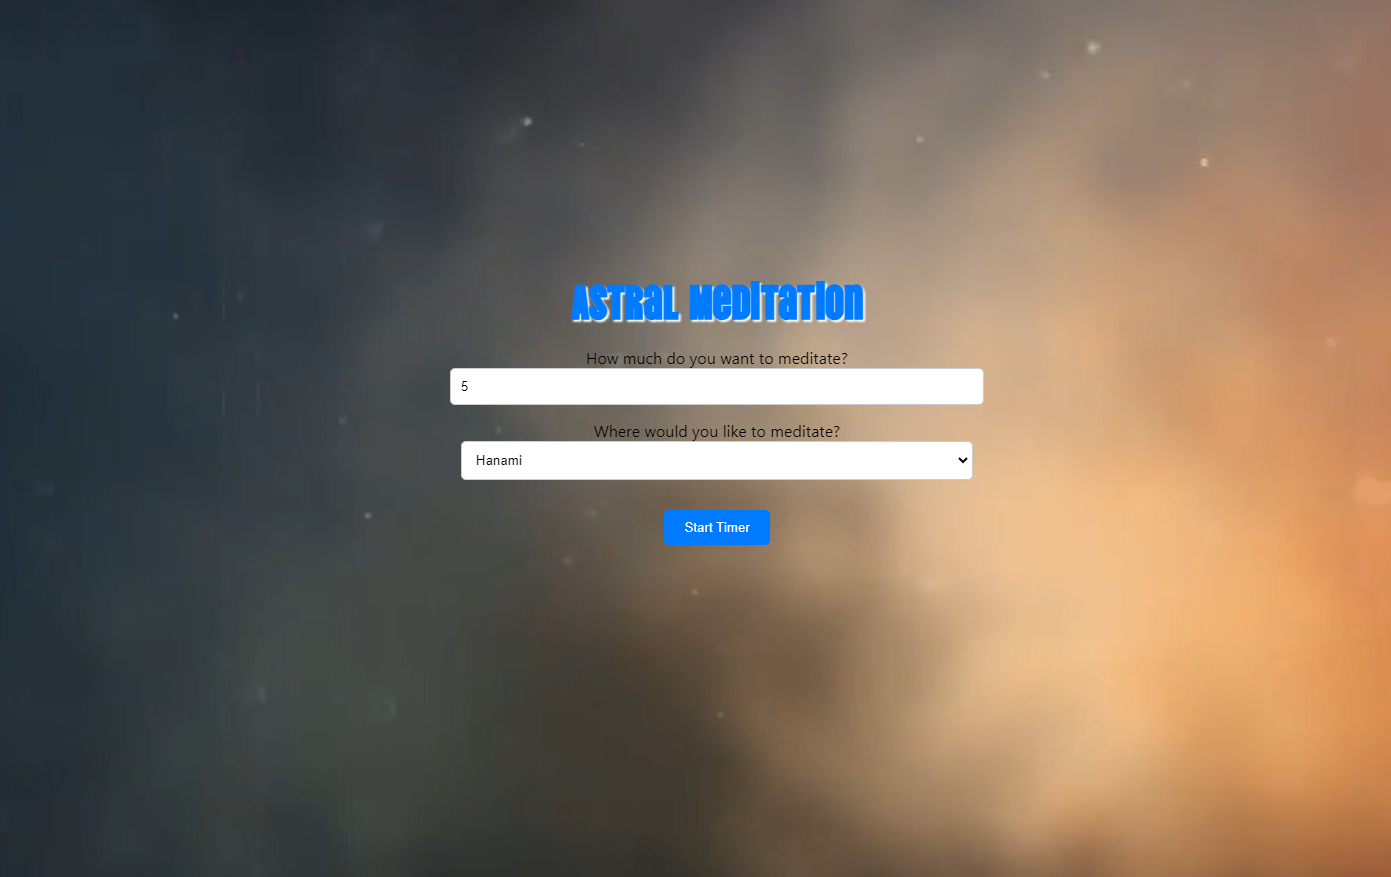 Astral Meditation
How much do you want to meditate?
5
Where would you like to meditate?
Hanami
Start Timer